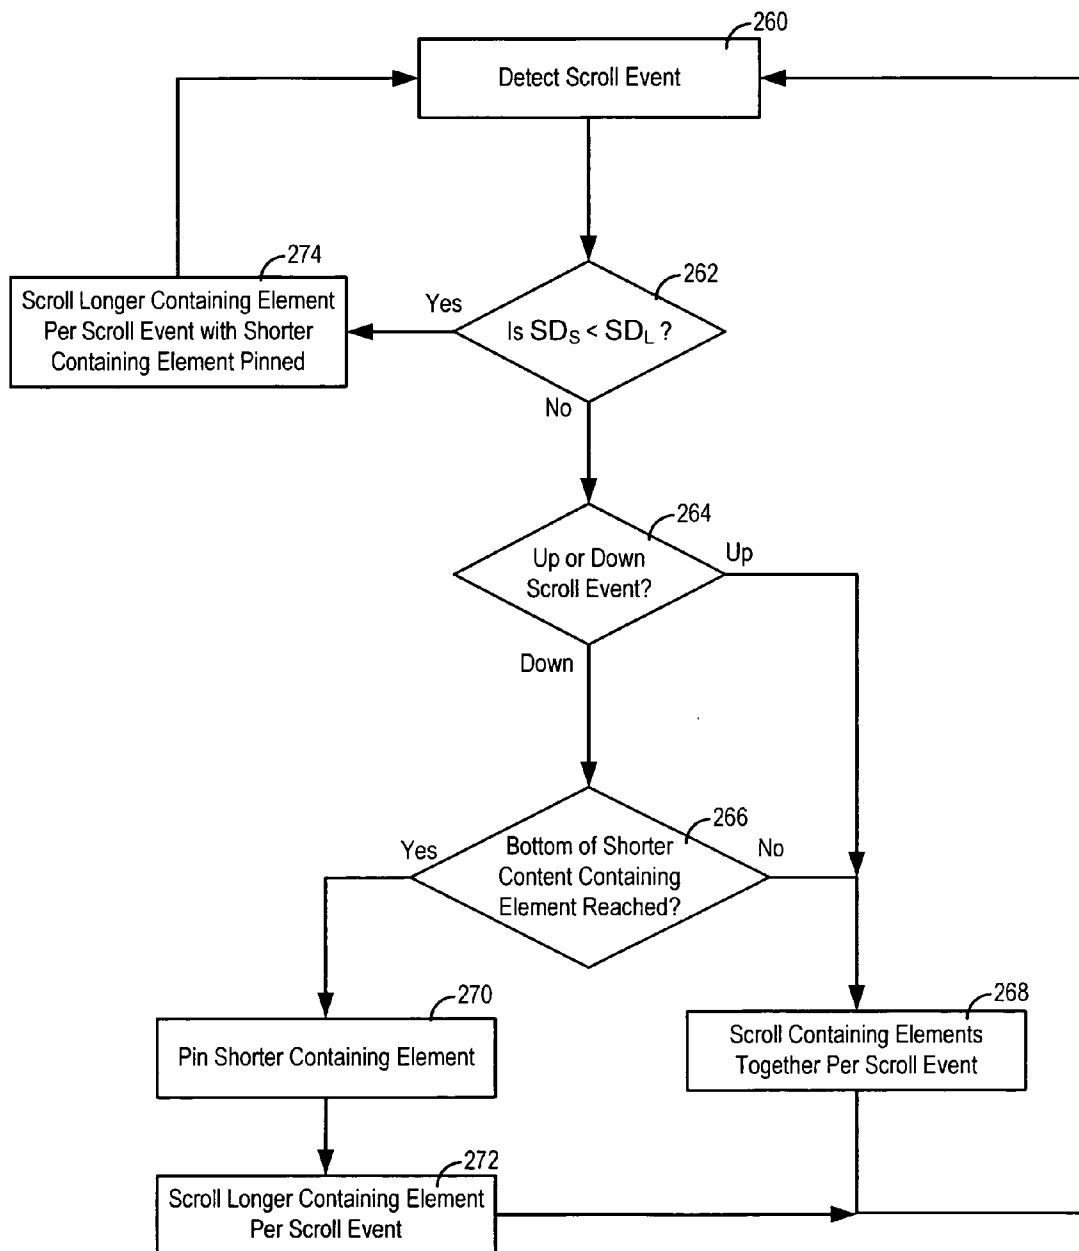 260
Detect Scroll Event
274
Scroll Longer Containing Element
Per Scroll Event with Shorter
Containing Element Pinned
Yes
262
Is SDS < SDL ?
No
264
Up or Down
Scroll Event?
Up
Down
266
Yes
Bottom of Shorter
Content Containing
Element Reached?
No
270
Pin Shorter Containing Element
268
Scroll Containing Elements
Together Per Scroll Event
272
Scroll Longer Containing Element
Per Scroll Event